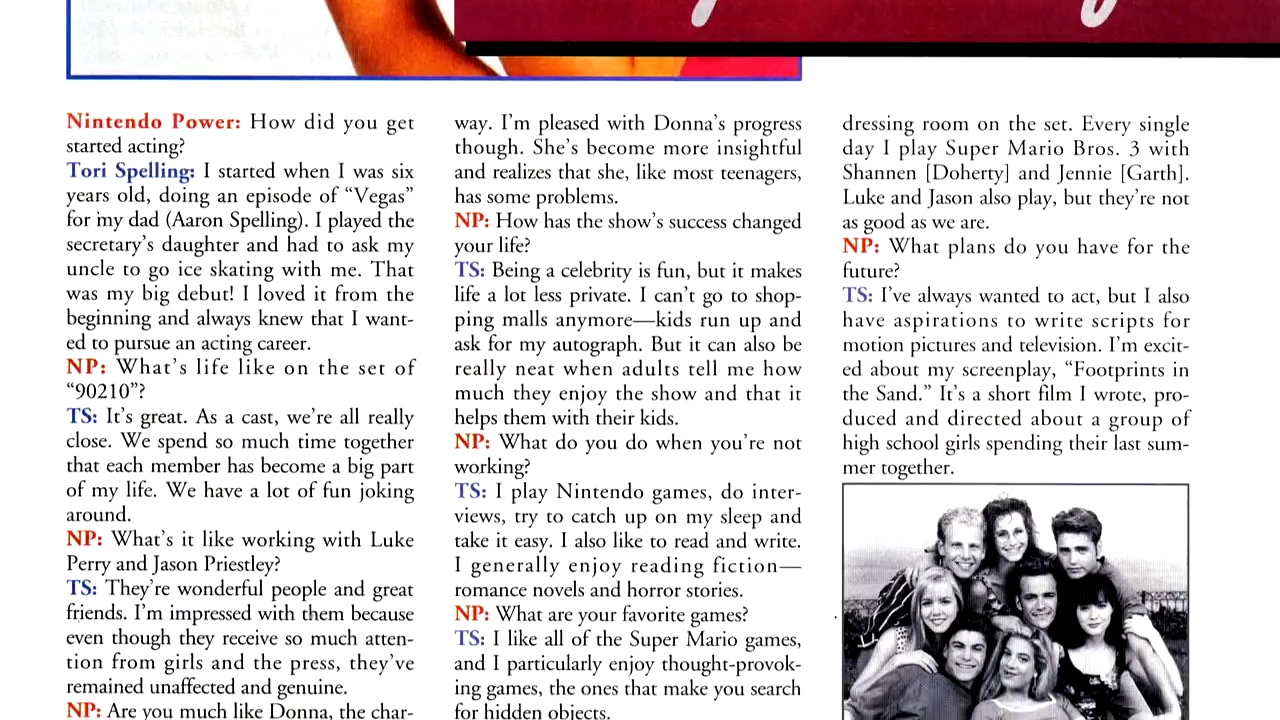 Nintendo Power: How did you get
started acting?
Tori Spelling: I started when I was six
years old, doing an episode of “Vegas”
for my dad (Aaron Spelling). I played the
secretary’s daughter and had to ask my
uncle to go ice skating with me. That
was my big debut! I loved it from the
beginning and always knew that I want-
ed to pursue an acting career.
NP: What’s life like on the set of
“90210”?
TS: It’s great. As a cast, we’re all really
close. We spend so much time together
that each member has become a big part
of my life. We have a lot of fun joking
around.
NP: What’s it like working with Luke
Perry and Jason Priestley?
TS: They’re wonderful people and great
friends. I’m impressed with them because
even though they receive so much atten-
tion from girls and the press, they’ve
remained unaffected and genuine.
NP: Are you much like Donna, the char-
way. I’m pleased with Donna’s progress
though. She’s become more insightful
and realizes that she, like most teenagers,
has some problems.
NP: How has the show’s success changed
your life?
TS: Being a celebrity is fun, but it makes
life a lot less private. I can’t go to shop-
ping malls anymore—kids run up and
ask for my autograph. But it can also be
really neat when adults tell me how
much they enjoy the show and that it
helps them with their kids.
NP: What do you do when you’re not
working?
TS: I play Nintendo games, do inter-
views, try to catch up on my sleep and
take it easy. I also like to read and write.
I generally enjoy reading fiction—
romance novels and horror stories.
NP: What are your favorite games?
TS: I like all of the Super Mario games,
and I particularly enjoy thought-provok-
ing games, the ones that make you search
for hidden objects.
dressing room on the set. Every single
day I play Super Mario Bros. 3 with
Shannen [Doherty] and Jennie [Garth].
Luke and Jason also play, but they’re not
as good as we are.
NP: What plans do you have for the
future?
TS: I’ve always wanted to act, but I also
have aspirations to write scripts for
motion pictures and television. I’m excit-
ed about my screenplay, “Footprints in
the Sand.” It’s a short film I wrote, pro-
duced and directed about a group of
high school girls spending their last sum-
mer together.